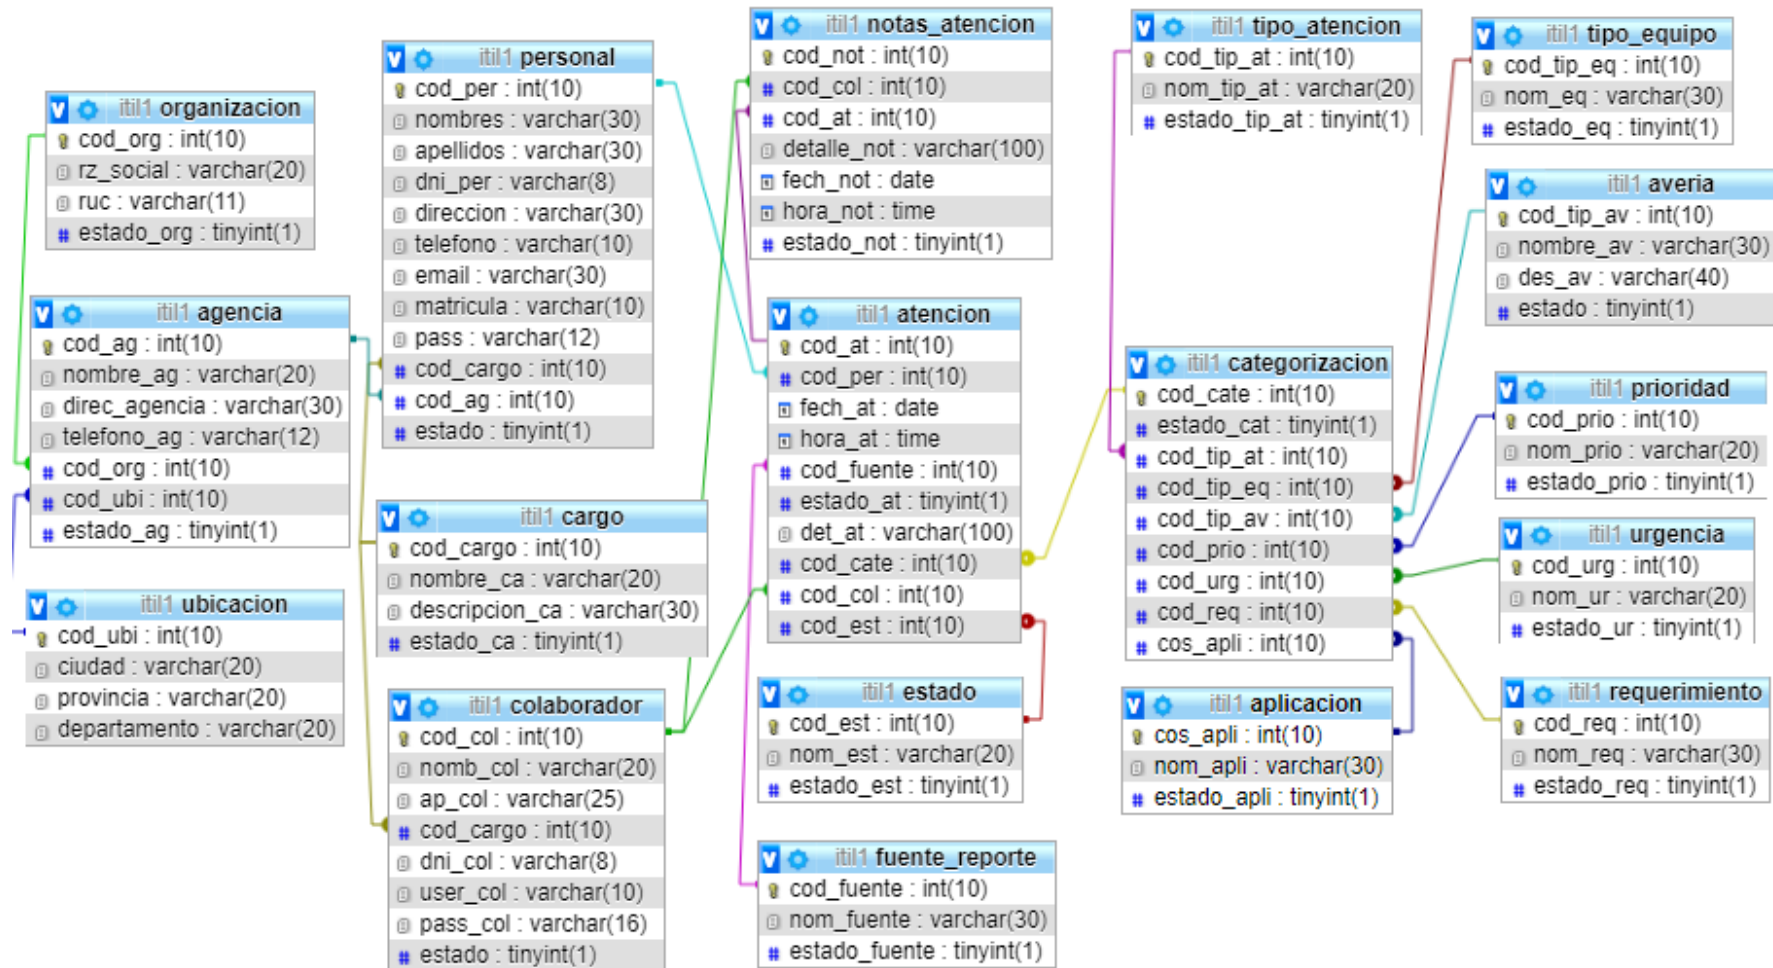 itil1 organizacion
cod_org : int(10)
rz_social : varchar(20)
ruc : varchar(11)
estado_org : tinyint(1)
itil1 agencia
cod_ag : int(10)
nombre_ag : varchar(20)
direc_agencia : varchar(30)
telefono_ag : varchar(12)
cod_org : int(10)
cod_ubi : int(10)
estado_ag : tinyint(1)
itil1 ubicacion
cod_ubi : int(10)
ciudad : varchar(20)
provincia : varchar(20)
departamento : varchar(20)
itil1 personal
cod_per : int(10)
nombres : varchar(30)
apellidos : varchar(30)
dni_per : varchar(8)
direccion : varchar(30)
telefono : varchar(10)
email : varchar(30)
matricula : varchar(10)
pass : varchar(12)
cod_cargo : int(10)
cod_ag : int(10)
estado : tinyint(1)
itil1 cargo
cod_cargo : int(10)
nombre_ca : varchar(20)
descripcion_ca : varchar(30)
estado_ca : tinyint(1)
itil1 colaborador
cod_col : int(10)
nomb_col : varchar(20)
ap_col : varchar(25)
cod_cargo : int(10)
dni_col : varchar(8)
user_col : varchar(10)
pass_col : varchar(16)
estado : tinyint(1)
itil1 notas_atencion
cod_not : int(10)
cod_col : int(10)
cod_at : int(10)
detalle_not : varchar(100)
fech_not : date
hora_not : time
estado_not : tinyint(1)
itil1 atencion
cod_at : int(10)
cod_per : int(10)
fech_at : date
hora_at : time
cod_fuente : int(10)
estado_at : tinyint(1)
det_at : varchar(100)
cod_cate : int(10)
cod_col : int(10)
cod_est : int(10)
itil1 estado
cod_est : int(10)
nom_est : varchar(20)
estado_est : tinyint(1)
itil1 fuente_reporte
cod_fuente : int(10)
nom_fuente : varchar(30)
estado_fuente : tinyint(1)
itil1 tipo_atencion
cod_tip_at : int(10)
nom_tip_at : varchar(20)
estado_tip_at : tinyint(1)
itil1 categorizacion
cod_cate : int(10)
estado_cat : tinyint(1)
cod_tip_at : int(10)
cod_tip_eq : int(10)
cod_tip_av : int(10)
cod_prio : int(10)
cod_urg : int(10)
cod_req : int(10)
cos_apli : int(10)
itil1 aplicacion
cos_apli : int(10)
nom_apli : varchar(30)
estado_apli : tinyint(1)
itil1 tipo_equipo
cod_tip_eq : int(10)
nom_eq : varchar(30)
estado_eq : tinyint(1)
itil1 averia
cod_tip_av : int(10)
nombre_av : varchar(30)
des_av : varchar(40)
estado : tinyint(1)
itil1 prioridad
cod_prio : int(10)
nom_prio : varchar(20)
estado_prio : tinyint(1)
itil1 urgencia
cod_urg : int(10)
nom_ur : varchar(20)
estado_ur : tinyint(1)
itil1 requerimiento
cod_req : int(10)
nom_req : varchar(30)
estado_req : tinyint(1)